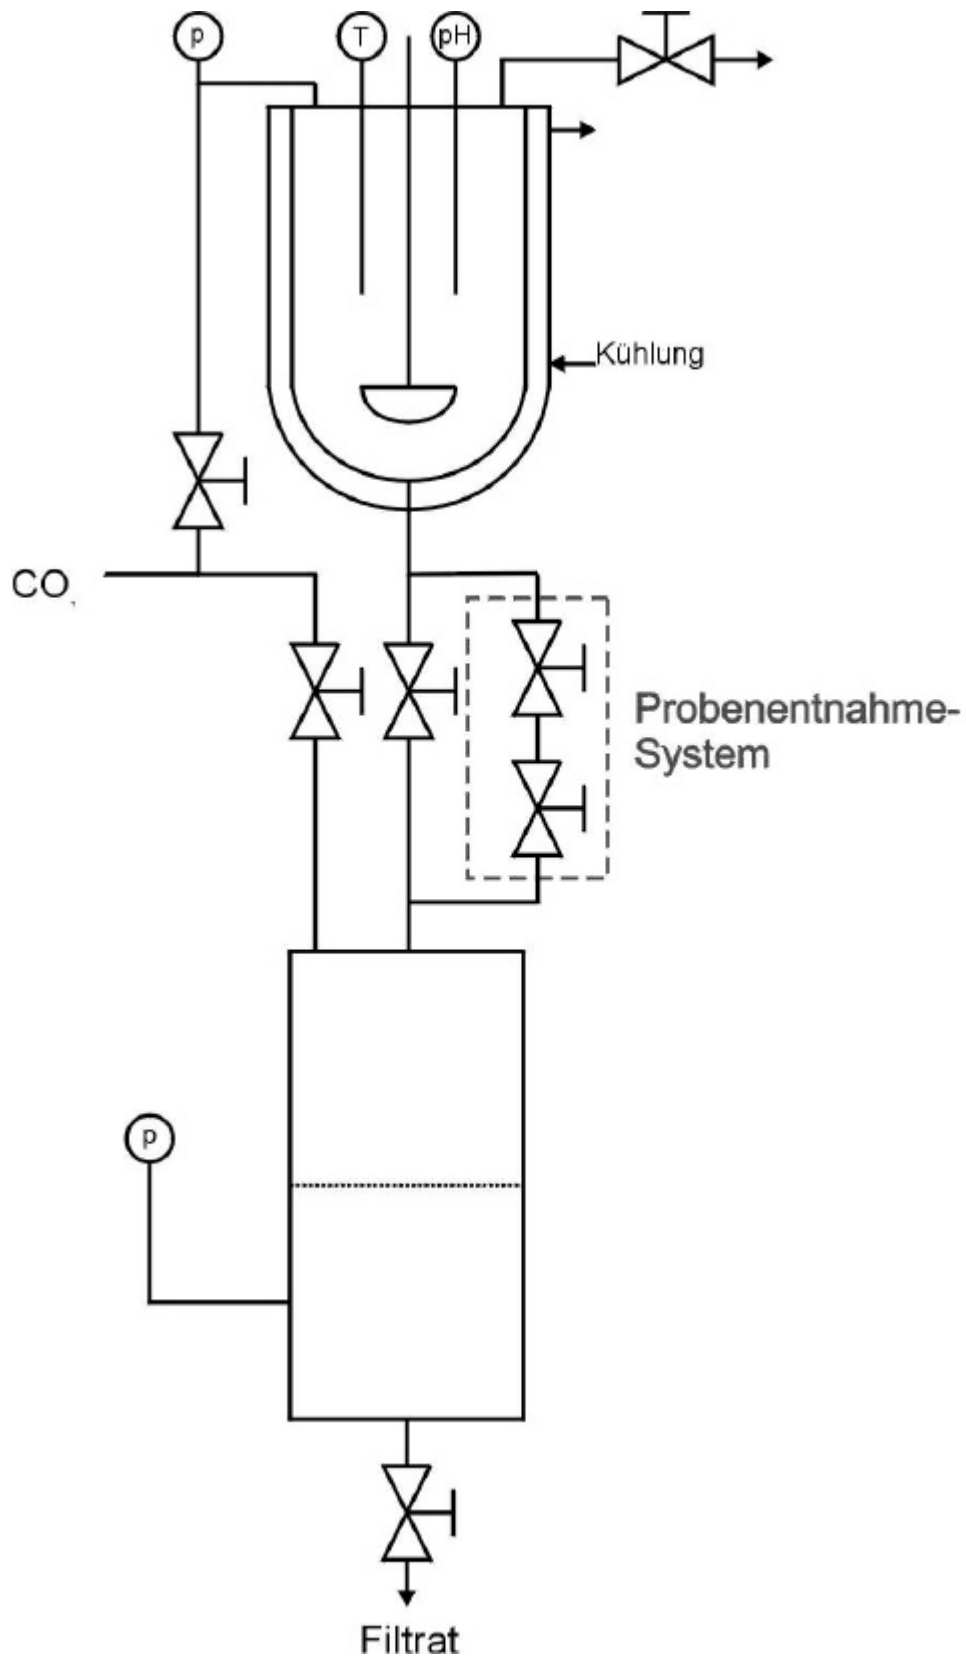 p
T
pH
Kühlung
CO
Probenentnahme-
System
p
Filtrat